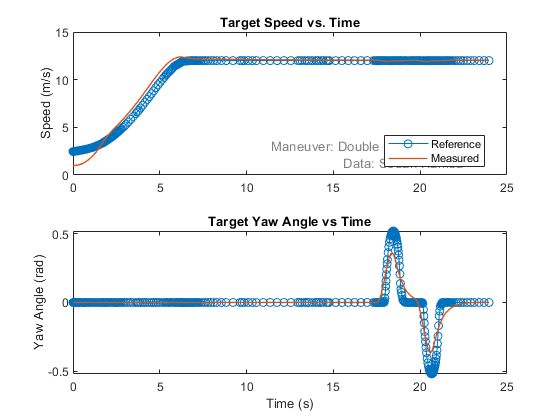 Target Speed vs. Time
15
10
5
0
Speed (m/s)
Maneuver: Double
Data:
Reference
Measured
0 5 10 15 20 25
Target Yaw Angle vs Time
0.5
0
-0.5
Yaw Angle (rad)
0 5 10 15 20 25
Time (s)